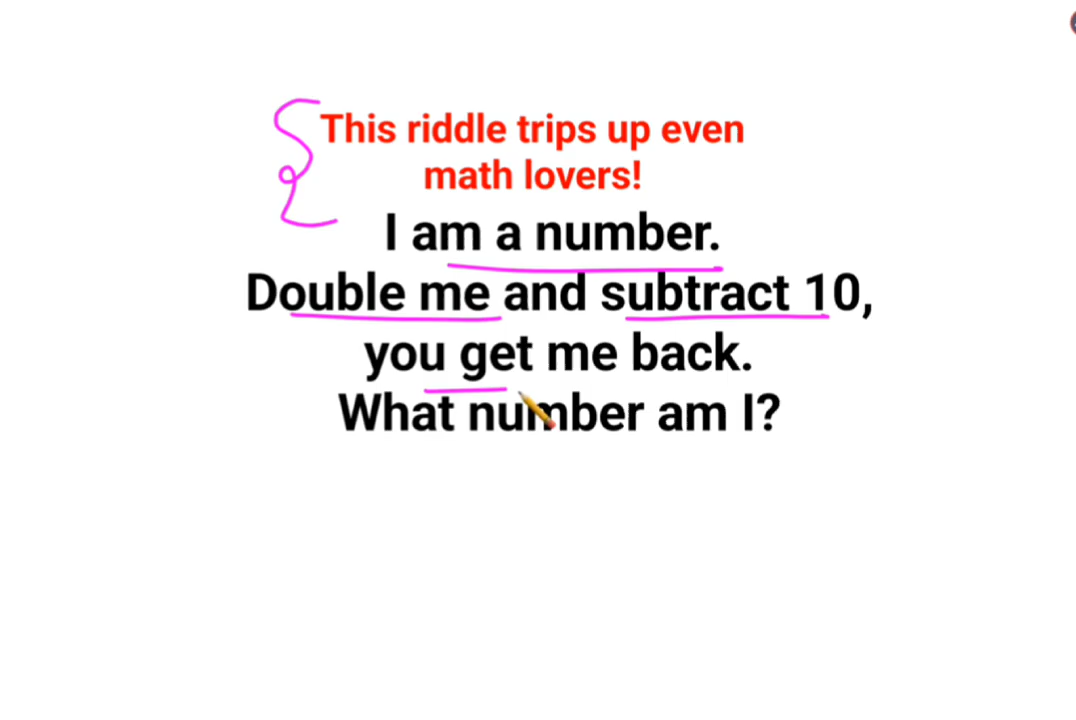 This riddle trips up even
math lovers!
I am a number.
Double me and subtract 10,
you get me back.
What number am I?